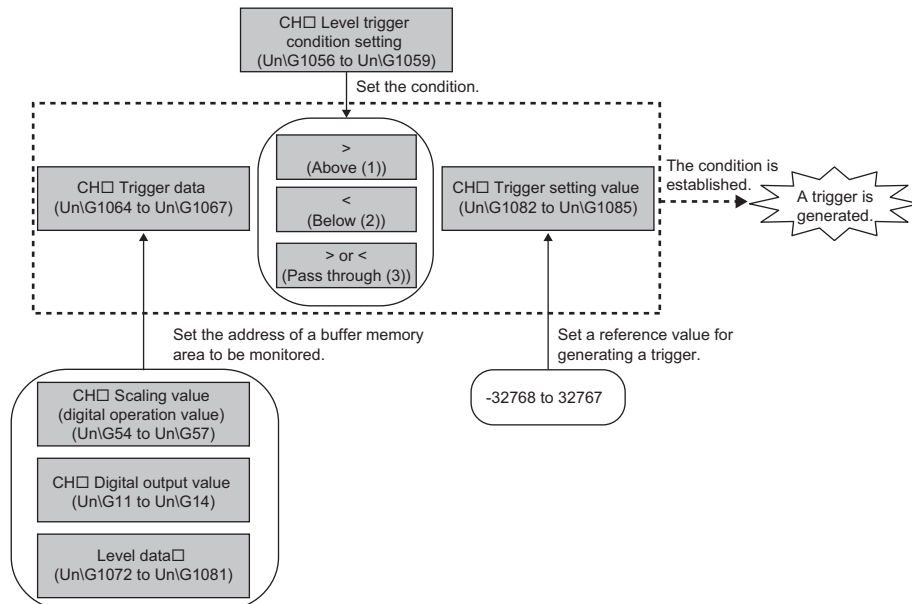 CH□ Level trigger
condition setting
(Un\G1056 to Un\G1059)
Set the condition.
>
(Above (1))
<
(Below (2))
> or <
(Pass through (3))
CH□ Trigger data
(Un\G1064 to Un\G1067)
CH□ Trigger setting value
(Un\G1082 to Un\G1085)
The condition is
established.
A trigger is
generated.
Set the address of a buffer memory
area to be monitored.
Set a reference value for
generating a trigger.
CH□ Scaling value
(digital operation value)
(Un\G54 to Un\G57)
CH□ Digital output value
(Un\G11 to Un\G14)
Level data□
(Un\G1072 to Un\G1081)
-32768 to 32767